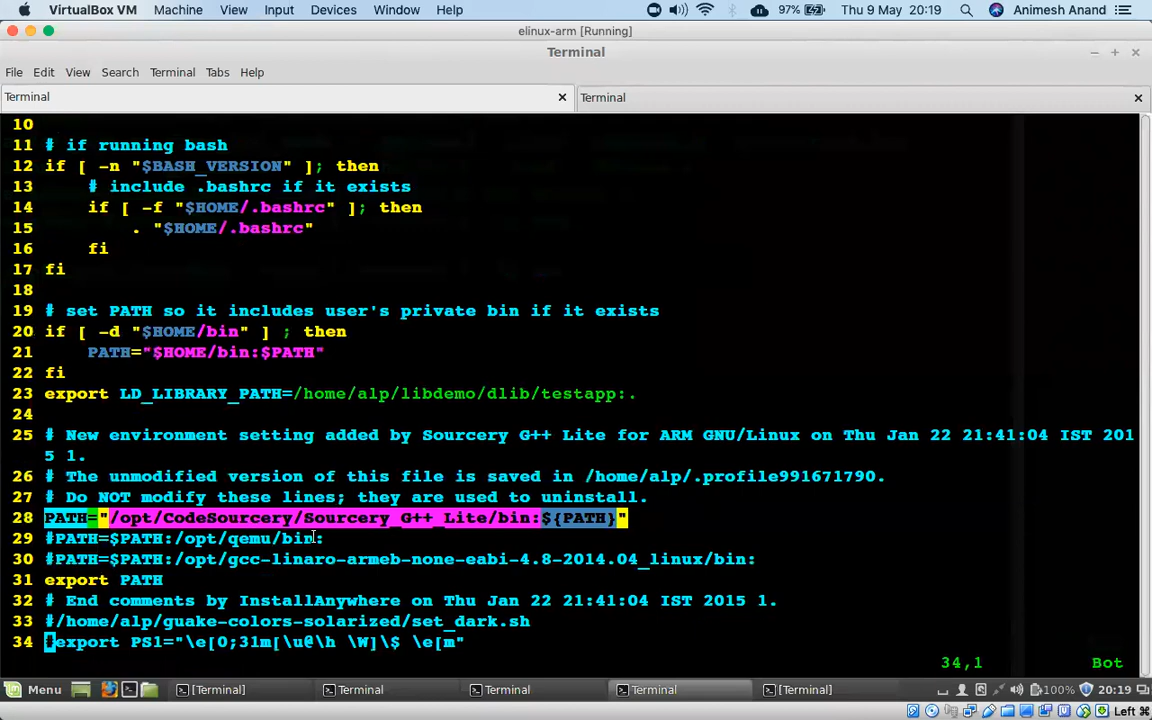 VirtualBox VM Machine View Input Devices Window Help 97% Thu 9 May 20:19 Animesh Anand
elinux-arm [Running]
Terminal
File Edit View Search Terminal Tabs Help
Terminal Terminal
10
11 # if running bash
12 if [ -n "$BASH_VERSION" ]; then
13 # include .bashrc if it exists
14 if [ -f "$HOME/.bashrc" ]; then
15 . "$HOME/.bashrc"
16 fi
17 fi
18
19 # set PATH so it includes user's private bin if it exists
20 if [ -d "$HOME/bin" ] ; then
21 PATH="$HOME/bin:$PATH"
22 fi
23 export LD_LIBRARY_PATH=/home/alp/libdemo/dlib/testapp:.
24
25 # New environment setting added by Sourcery G++ Lite for ARM GNU/Linux on Thu Jan 22 21:41:04 IST 201
5 1.
26 # The unmodified version of this file is saved in /home/alp/.profile991671790.
27 # Do NOT modify these lines; they are used to uninstall.
28 PATH="/opt/CodeSourcery/Sourcery_G++_Lite/bin:${PATH}"
29 #PATH=$PATH:/opt/qemu/bin:
30 #PATH=$PATH:/opt/gcc-linaro-armeb-none-eabi-4.8-2014.04_linux/bin:
31 export PATH
32 # End comments by InstallAnywhere on Thu Jan 22 21:41:04 IST 2015 1.
33 #/home/alp/guake-colors-solarized/set_dark.sh
34 #export PS1="\e[0;31m[\u@\h \W]\$ \e[m"
34,1 Bot
Menu [Terminal] Terminal Terminal Terminal [Terminal] 100% 20:19
Left ⌘